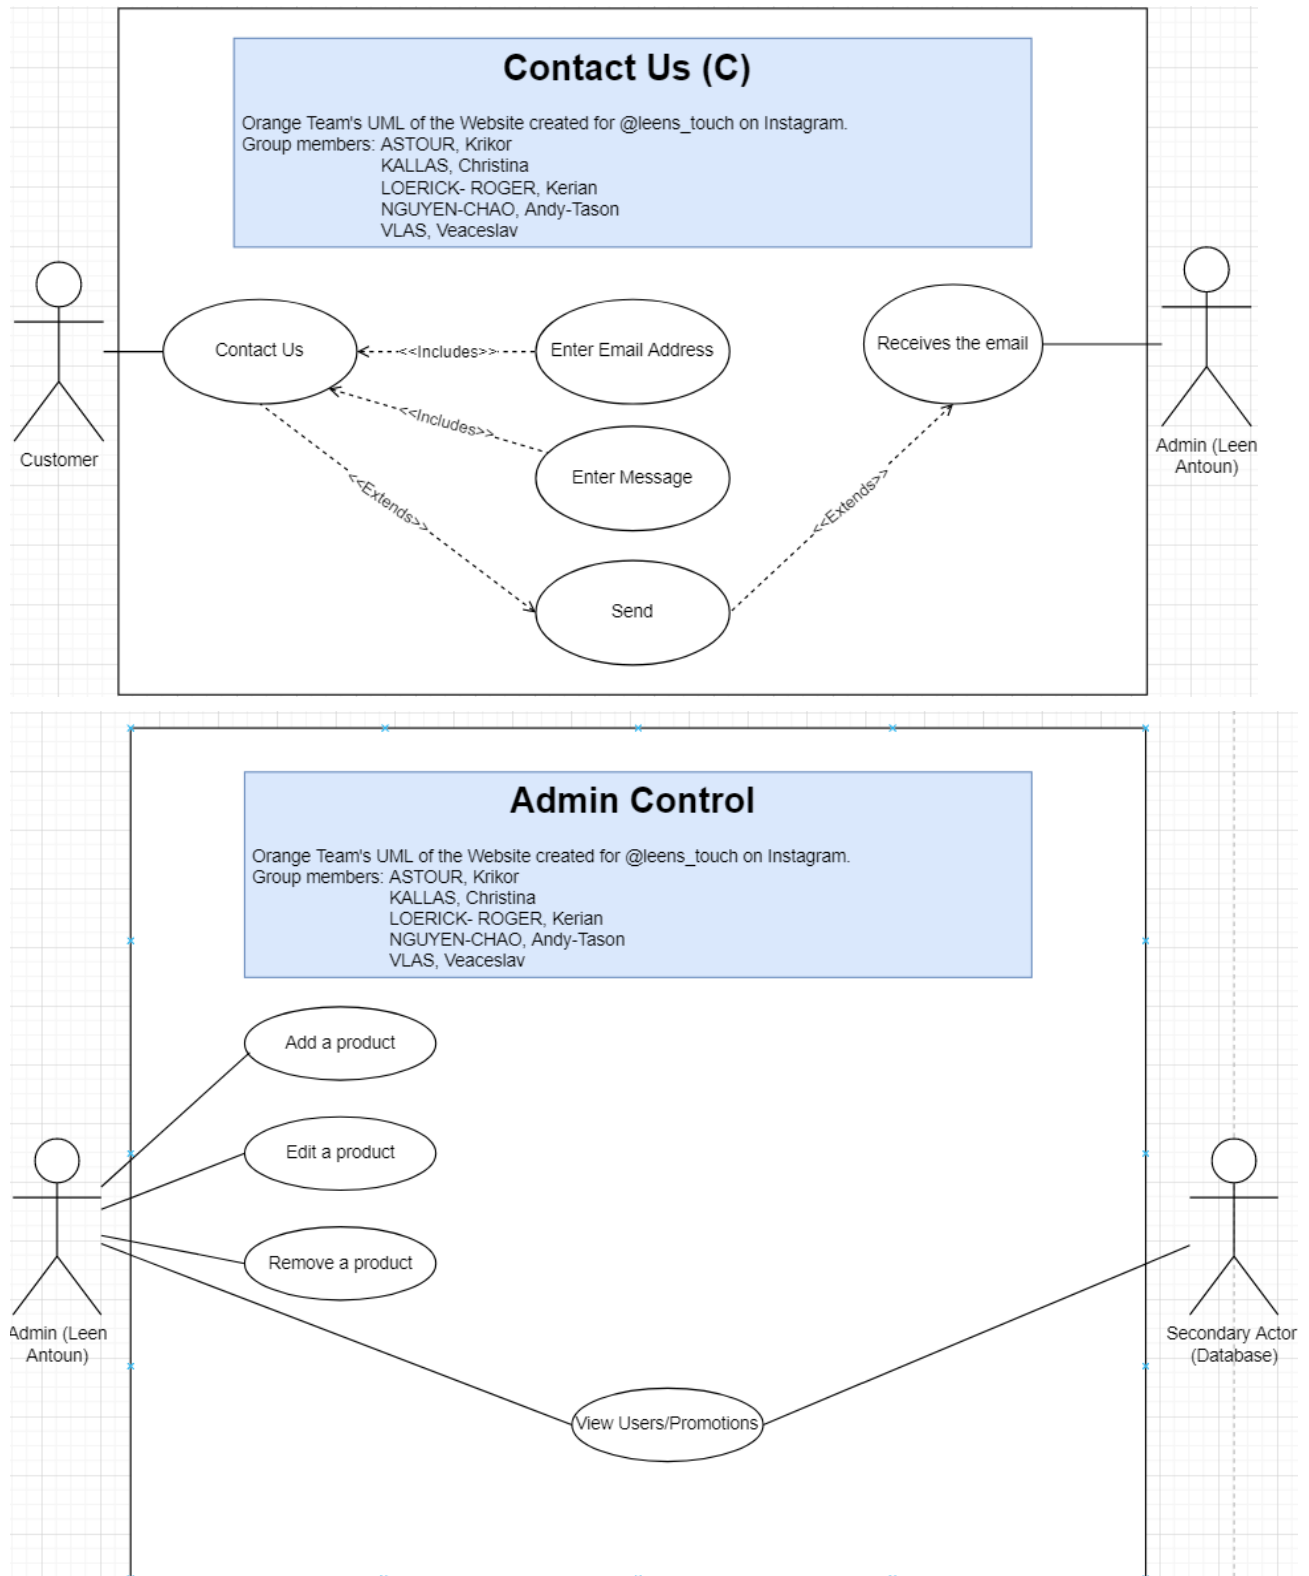 Contact Us (C)
Orange Team's UML of the Website created for @leens_touch on Instagram.
Group members: ASTOUR, Krikor
KALLAS, Christina
LOERICK- ROGER, Kerian
NGUYEN-CHAO, Andy-Tason
VLAS, Veaceslav
Contact Us
<<Includes>>
Enter Email Address
Receives the email
<<Includes>>
Customer
Enter Message
Admin (Leen
Antoun)
<<Extends>>
<<Extends>>
Send
Admin Control
Orange Team's UML of the Website created for @leens_touch on Instagram.
Group members: ASTOUR, Krikor
KALLAS, Christina
LOERICK- ROGER, Kerian
NGUYEN-CHAO, Andy-Tason
VLAS, Veaceslav
Add a product
Edit a product
Remove a product
Admin (Leen
Antoun)
Secondary Actor
(Database)
View Users/Promotions